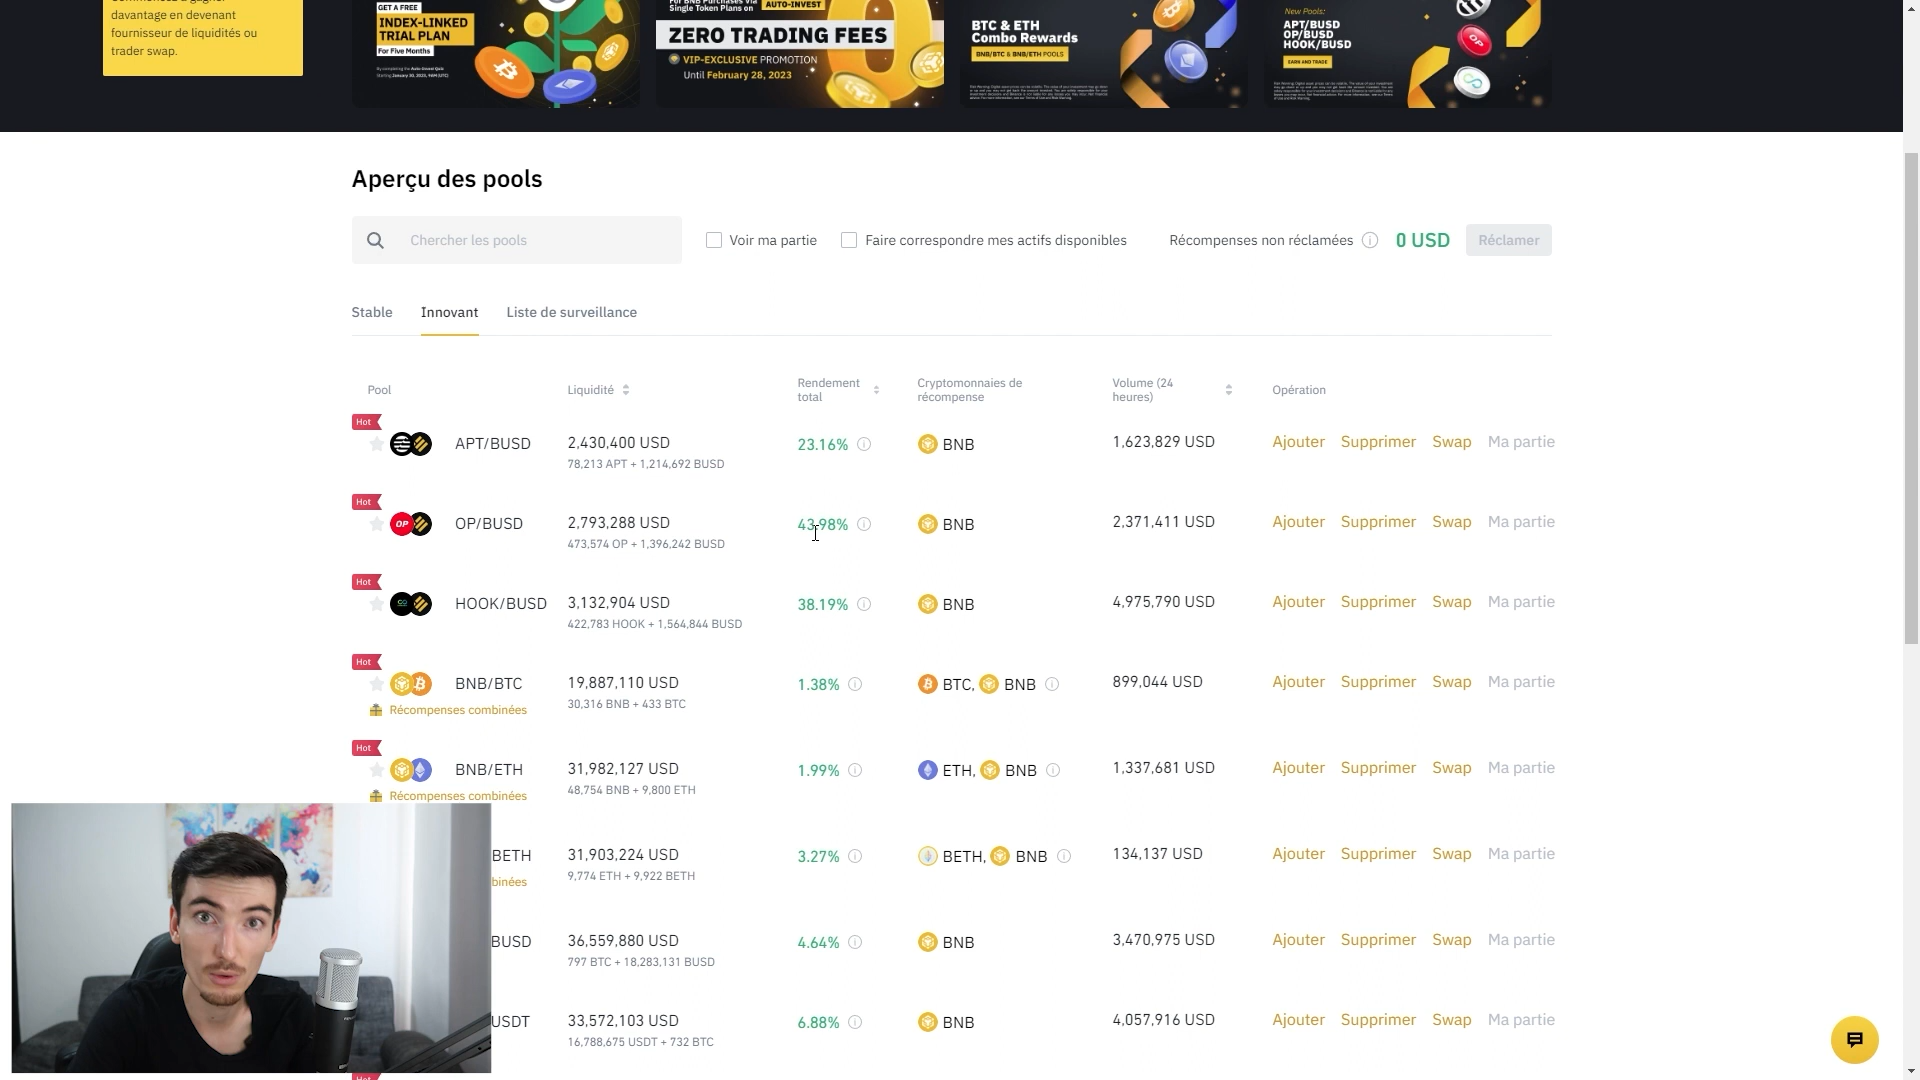 davantage en devenant
fournisseur de liquidités ou
trader swap.
GET A FREE
INDEX-LINKED
TRIAL PLAN
For Five Months
Single Token Plans on
AUTO-INVEST
ZERO TRADING FEES
VIP-EXCLUSIVE PROMOTION
Until February 28, 2023
BTC & ETH
Combo Rewards
BNB/BTC & BNB/ETH POOLS
New Pools:
APT/BUSD
OP/BUSD
HOOK/BUSD
EARN AND TRADE
OP
Aperçu des pools
Chercher les pools
Voir ma partie
Faire correspondre mes actifs disponibles
Récompenses non réclamées
0 USD
Réclamer
Stable
Innovant
Liste de surveillance
Pool
Liquidité
Rendement
total
Cryptomonnaies de
récompense
Volume (24
heures)
Opération
Hot
APT/BUSD
2,430,400 USD
78,213 APT + 1,214,692 BUSD
23.16%
BNB
1,623,829 USD
Ajouter Supprimer Swap Ma partie
Hot
OP
OP/BUSD
2,793,288 USD
473,574 OP + 1,396,242 BUSD
43.98%
BNB
2,371,411 USD
Ajouter Supprimer Swap Ma partie
Hot
HOOK/BUSD
3,132,904 USD
422,783 HOOK + 1,564,844 BUSD
38.19%
BNB
4,975,790 USD
Ajouter Supprimer Swap Ma partie
Hot
BNB/BTC
Récompenses combinées
19,887,110 USD
30,316 BNB + 433 BTC
1.38%
BTC, BNB
899,044 USD
Ajouter Supprimer Swap Ma partie
Hot
BNB/ETH
Récompenses combinées
31,982,127 USD
48,754 BNB + 9,800 ETH
1.99%
ETH, BNB
1,337,681 USD
Ajouter Supprimer Swap Ma partie
BETH
binées
31,903,224 USD
9,774 ETH + 9,922 BETH
3.27%
BETH, BNB
134,137 USD
Ajouter Supprimer Swap Ma partie
BUSD
36,559,880 USD
797 BTC + 18,283,131 BUSD
4.64%
BNB
3,470,975 USD
Ajouter Supprimer Swap Ma partie
USDT
33,572,103 USD
16,788,675 USDT + 732 BTC
6.88%
BNB
4,057,916 USD
Ajouter Supprimer Swap Ma partie